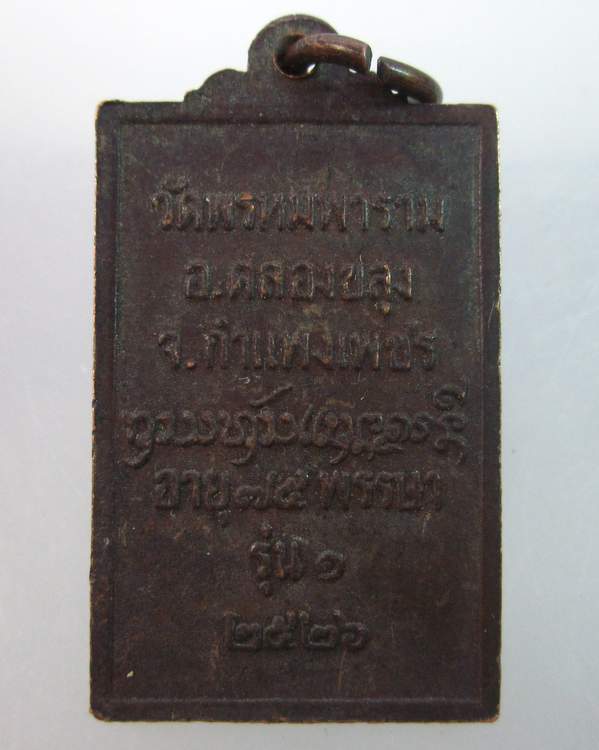 วัดพรหมพาราม
อ.คลองขลุง
จ.กำแพงเพชร
อายุ ๗๕ พรรษา
รุ่น ๑
๒๕๒๖